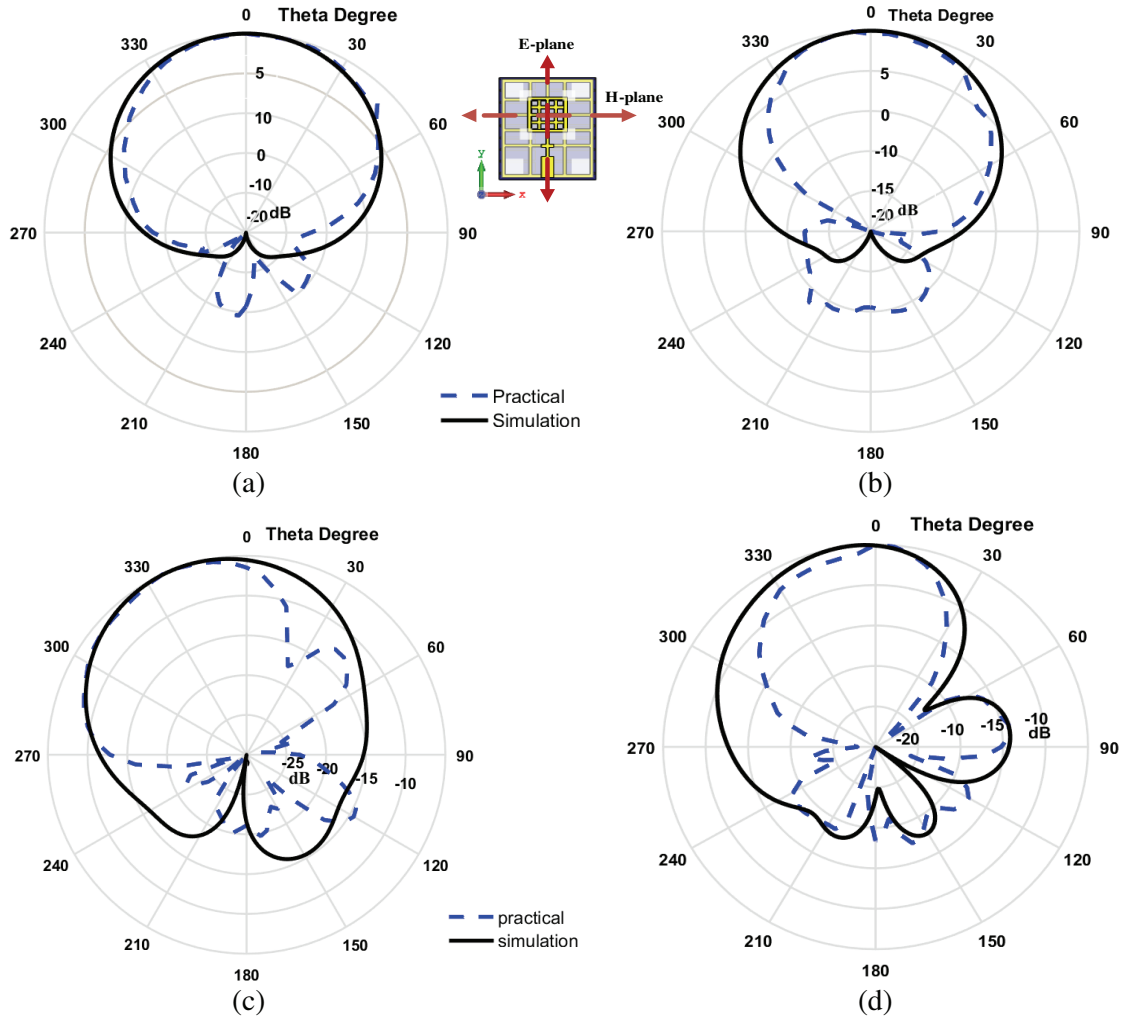 0 Theta Degree
330 30
5
10
0
-10
-20 dB
300 60
270 90
240 120
210 150
180
(a)
E-plane
H-plane
y
x
Practical
Simulation
0 Theta Degree
330 30
5
0
-10
-15
-20 dB
300 60
270 90
240 120
210 150
180
(b)
0 Theta Degree
330 30
300 60
270 90
-25 -20 -15 -10
dB
240 120
210 150
180
(c)
practical
simulation
0 Theta Degree
330 30
300 60
-20 -10 -15 -10
dB
270 90
240 120
210 150
180
(d)